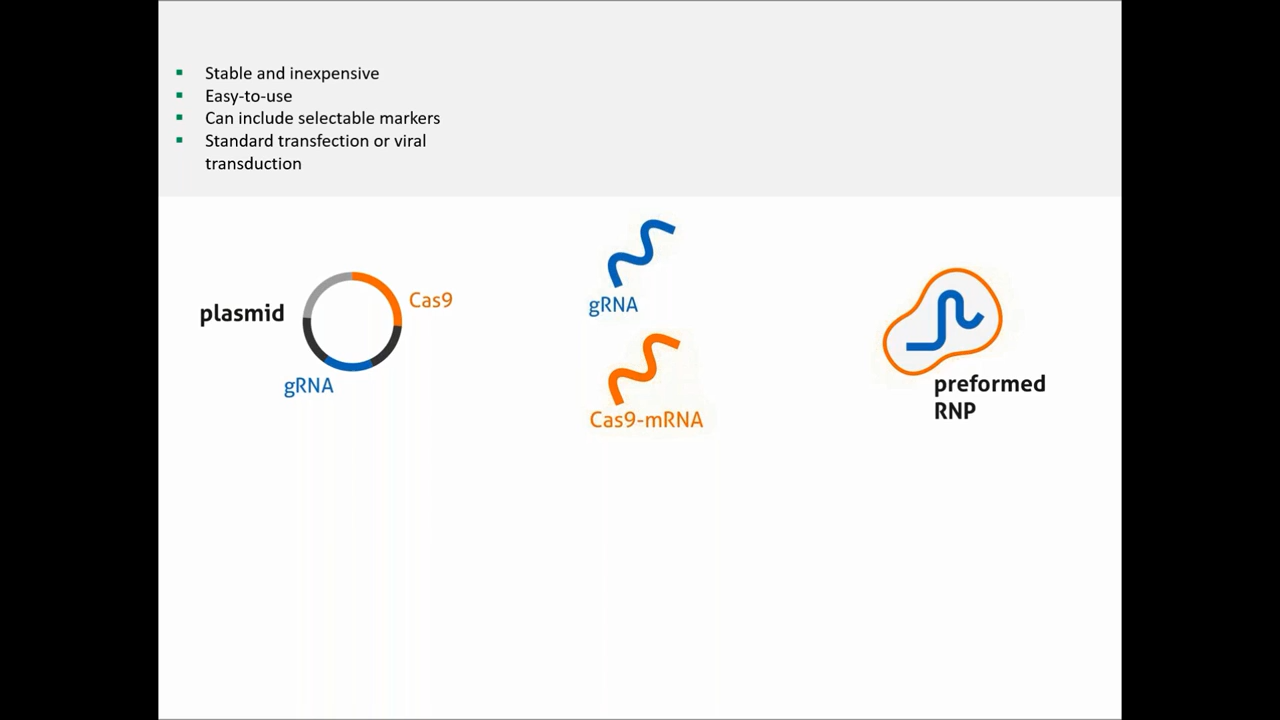 Stable and inexpensive
Easy-to-use
Can include selectable markers
Standard transfection or viral
transduction
plasmid
Cas9
gRNA
gRNA
Cas9-mRNA
preformed
RNP